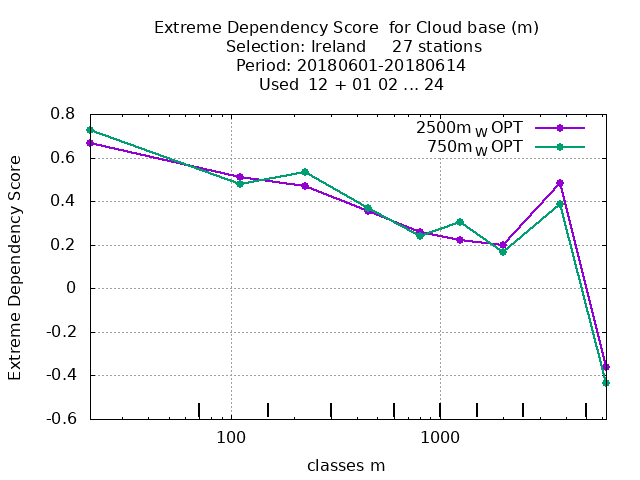 Extreme Dependency Score  for Cloud base (m)
Selection: Ireland     27 stations
Period: 20180601-20180614
Used  12 + 01 02 ... 24
2500m W OPT
750m W OPT
Extreme Dependency Score
0.8
0.6
0.4
0.2
0
-0.2
-0.4
-0.6
100 1000
classes m